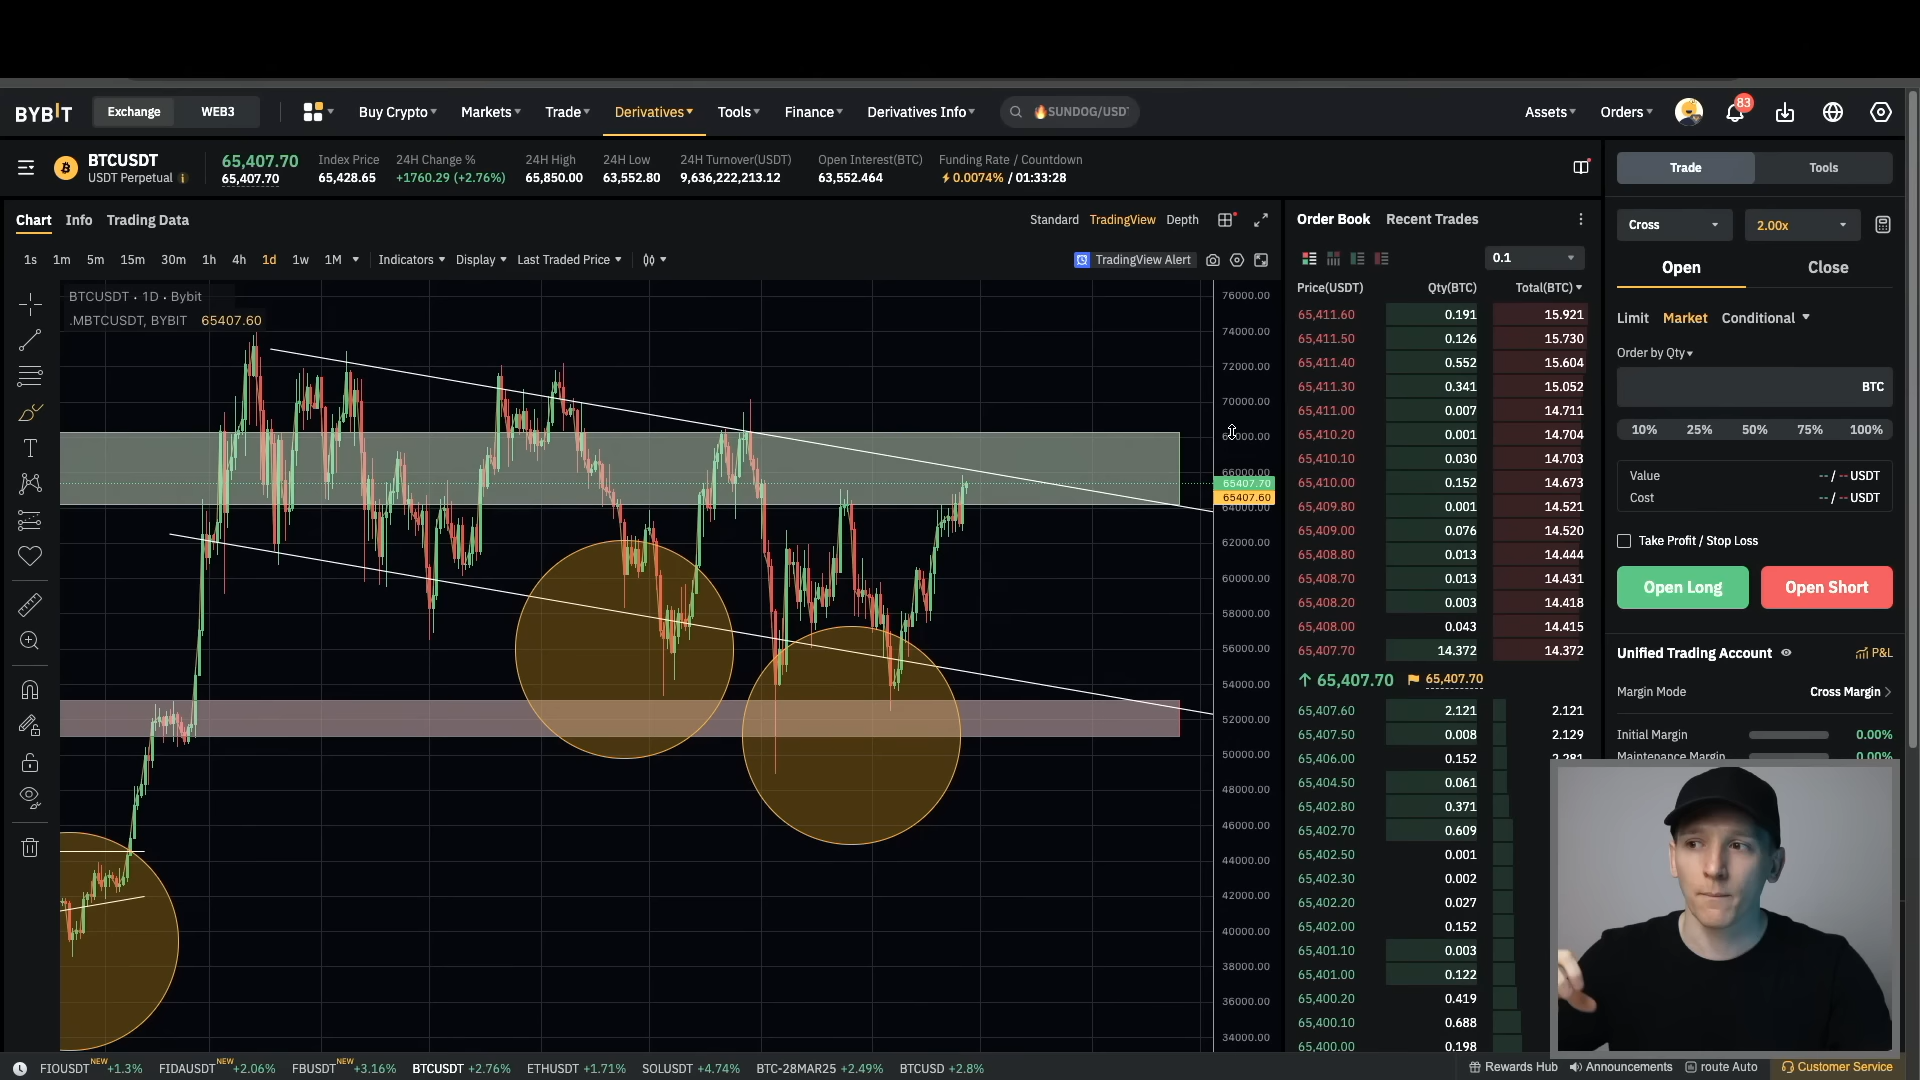 BYBIT Exchange WEB3 Buy Crypto Markets Trade Derivatives Tools Finance Derivatives Info 🔥SUNDOG/USDT Assets Orders 83
BTCUSDT 65,407.70 Index Price 24H Change % 24H High 24H Low 24H Turnover(USDT) Open Interest(BTC) Funding Rate / Countdown
USDT Perpetual 65,407.70 65,428.65 +1760.29 (+2.76%) 65,850.00 63,552.80 9,636,222,213.12 63,552.464 0.0074% / 01:33:28
Chart Info Trading Data Standard TradingView Depth
1s 1m 5m 15m 30m 1h 4h 1d 1w 1M Indicators Display Last Traded Price TradingView Alert
BTCUSDT · 1D · Bybit
.MBTCUSDT, BYBIT 65407.60
T
76000.00
74000.00
72000.00
70000.00
66000.00
65407.70
65407.60
64000.00
62000.00
60000.00
58000.00
56000.00
54000.00
52000.00
50000.00
48000.00
46000.00
44000.00
42000.00
40000.00
38000.00
36000.00
34000.00
Order Book Recent Trades
0.1
Price(USDT) Qty(BTC) Total(BTC)
65,411.60 0.191 15.921
65,411.50 0.126 15.730
65,411.40 0.552 15.604
65,411.30 0.341 15.052
65,411.00 0.007 14.711
65,410.20 0.001 14.704
65,410.10 0.030 14.703
65,410.00 0.152 14.673
65,409.80 0.001 14.521
65,409.00 0.076 14.520
65,408.80 0.013 14.444
65,408.70 0.013 14.431
65,408.20 0.003 14.418
65,408.00 0.043 14.415
65,407.70 14.372 14.372
65,407.70 65,407.70
65,407.60 2.121 2.121
65,407.50 0.008 2.129
65,406.00 0.152 2.281
65,404.50 0.061
65,402.80 0.371
65,402.70 0.609
65,402.50 0.001
65,402.30 0.002
65,402.20 0.027
65,402.00 0.152
65,401.10 0.003
65,401.00 0.122
65,400.20 0.419
65,400.10 0.688
65,400.00 0.198
Trade Tools
Cross 2.00x
Open Close
Limit Market Conditional
Order by Qty
BTC
10% 25% 50% 75% 100%
Value -- / -- USDT
Cost -- / -- USDT
Take Profit / Stop Loss
Open Long Open Short
Unified Trading Account P&L
Margin Mode Cross Margin
Initial Margin 0.00%
Maintenance Margin 0.00%
FIOUSDT NEW +1.3% FIDAUSDT NEW +2.06% FBUSDT NEW +3.16% BTCUSDT +2.76% ETHUSDT +1.71% SOLUSDT +4.74% BTC-28MAR25 +2.49% BTCUSD +2.8% Rewards Hub Announcements route Auto Customer Service